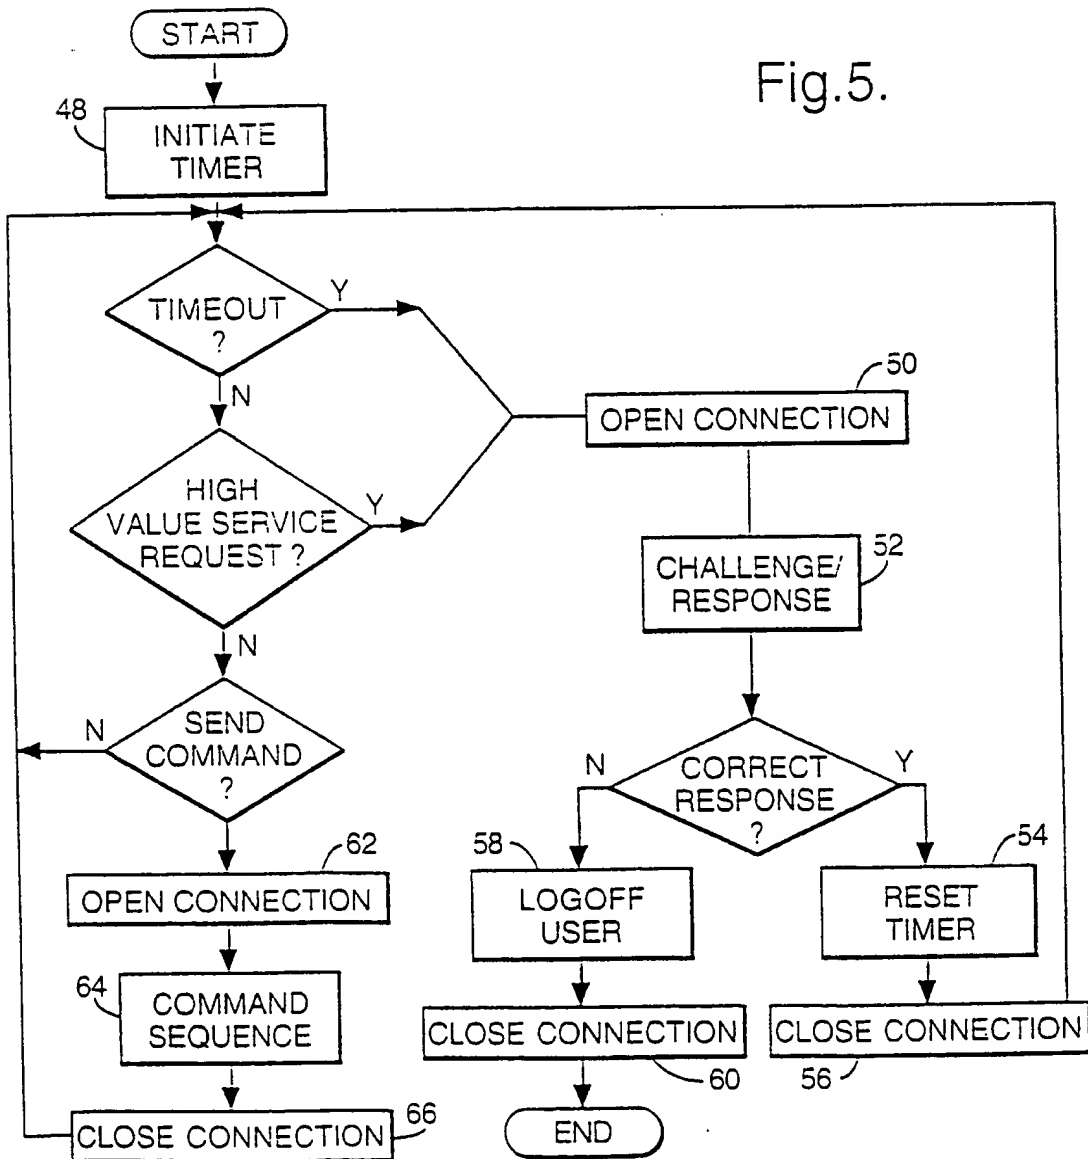 START
Fig.5.
48
INITIATE
TIMER
TIMEOUT
?
Y
N
50
OPEN CONNECTION
HIGH
VALUE SERVICE
REQUEST ?
Y
N
52
CHALLENGE/
RESPONSE
SEND
COMMAND
?
N
CORRECT
RESPONSE
?
N
Y
62
OPEN CONNECTION
58
LOGOFF
USER
54
RESET
TIMER
64
COMMAND
SEQUENCE
CLOSE CONNECTION
60
CLOSE CONNECTION
56
CLOSE CONNECTION
66
END